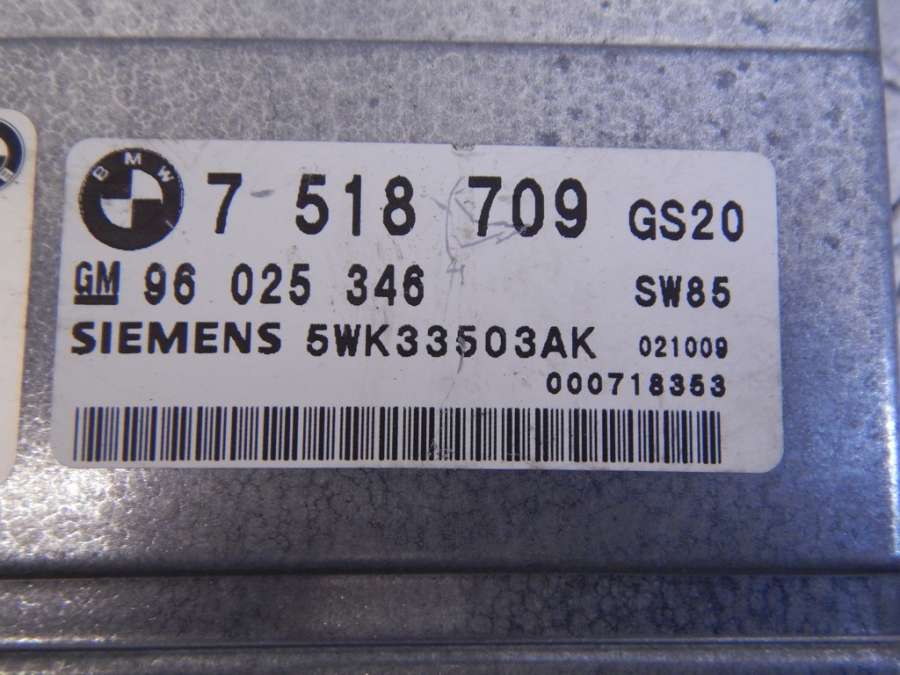 BMW 7 518 709 GS20
GM 96 025 346 SW85
SIEMENS 5WK33503AK 021009
000718353